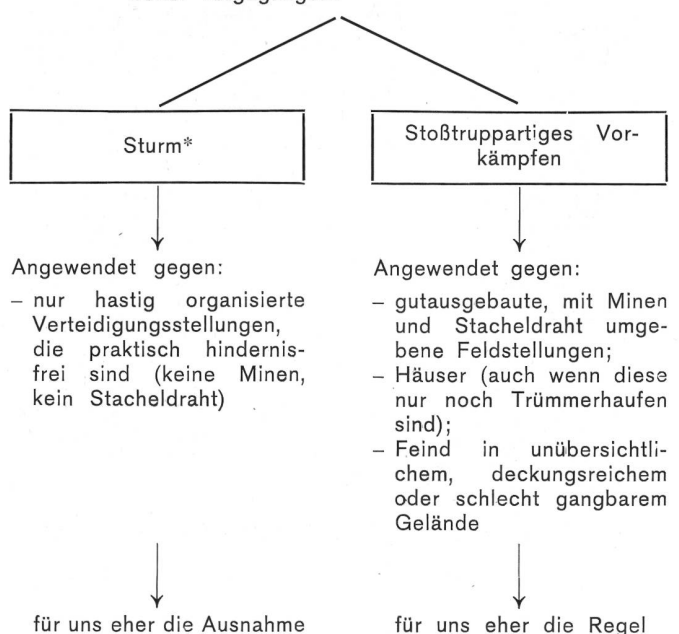 Sturm*
Stoßtruppartiges Vor-
kämpfen
Angewendet gegen:
– nur hastig organisierte
Verteidigungsstellungen,
die praktisch hindernis-
frei sind (keine Minen,
kein Stacheldraht)
Angewendet gegen:
– gutausgebaute, mit Minen
und Stacheldraht umge-
bene Feldstellungen;
– Häuser (auch wenn diese
nur noch Trümmerhaufen
sind);
– Feind in unübersichtli-
chem, deckungsreichem
oder schlecht gangbarem
Gelände
für uns eher die Ausnahme
für uns eher die Regel